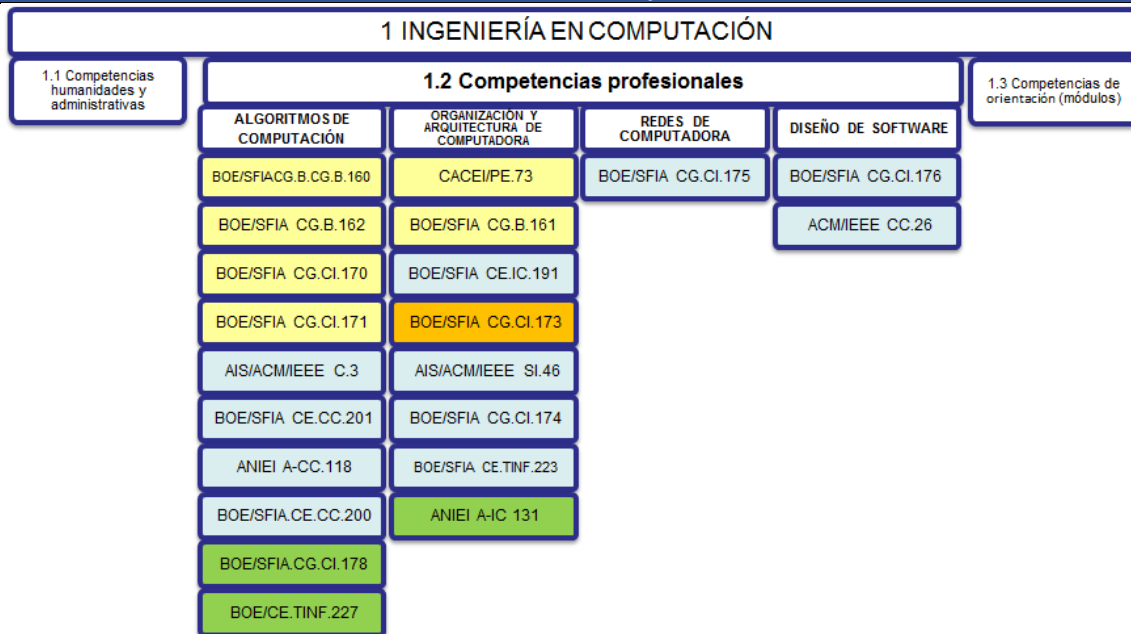 1 INGENIERÍA EN COMPUTACIÓN
1.1 Competencias
humanidades y
administrativas
1.2 Competencias profesionales
1.3 Competencias de
orientación (módulos)
ALGORITMOS DE
COMPUTACIÓN
ORGANIZACIÓN Y
ARQUITECTURA DE
COMPUTADORA
REDES DE
COMPUTADORA
DISEÑO DE SOFTWARE
BOE/SFIACG.B.CG.B.160
CACEI/PE.73
BOE/SFIA CG.CI.175
BOE/SFIA CG.CI.176
BOE/SFIA CG.B.162
BOE/SFIA CG.B.161
ACM/IEEE CC.26
BOE/SFIA CG.CI.170
BOE/SFIA CE.IC.191
BOE/SFIA CG.CI.171
BOE/SFIA CG.CI.173
AIS/ACM/IEEE C.3
AIS/ACM/IEEE SI.46
BOE/SFIA CE.CC.201
BOE/SFIA CG.CI.174
ANIEI A-CC.118
BOE/SFIA CE.TINF.223
BOE/SFIA.CE.CC.200
ANIEI A-IC 131
BOE/SFIA.CG.CI.178
BOE/CE.TINF.227